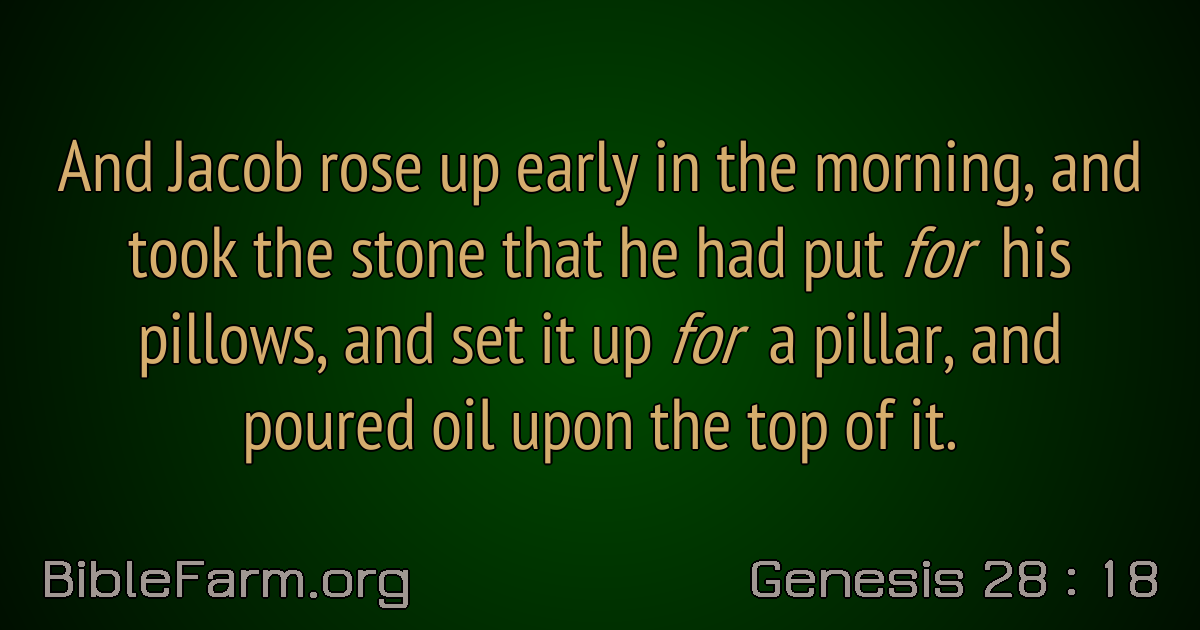 And Jacob rose up early in the morning, and
took the stone that he had put for his
pillows, and set it up for a pillar, and
poured oil upon the top of it.
BibleFarm.org
Genesis 28 : 18